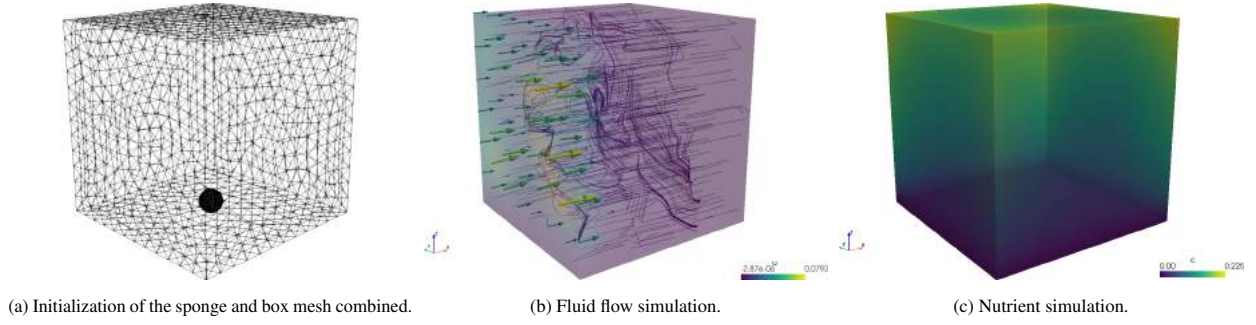 -2.87e-06 0.0793
c
0.00 0.225
(a) Initialization of the sponge and box mesh combined.
(b) Fluid flow simulation.
(c) Nutrient simulation.